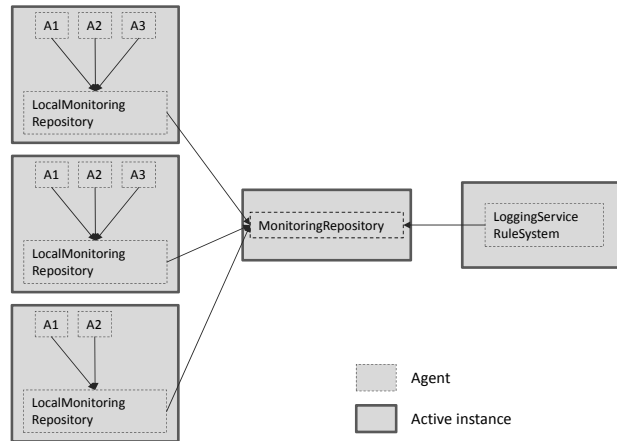 A1 A2 A3
LocalMonitoring
Repository
A1 A2 A3
LocalMonitoring
Repository
A1 A2
LocalMonitoring
Repository
MonitoringRepository
LoggingService
RuleSystem
Agent
Active instance